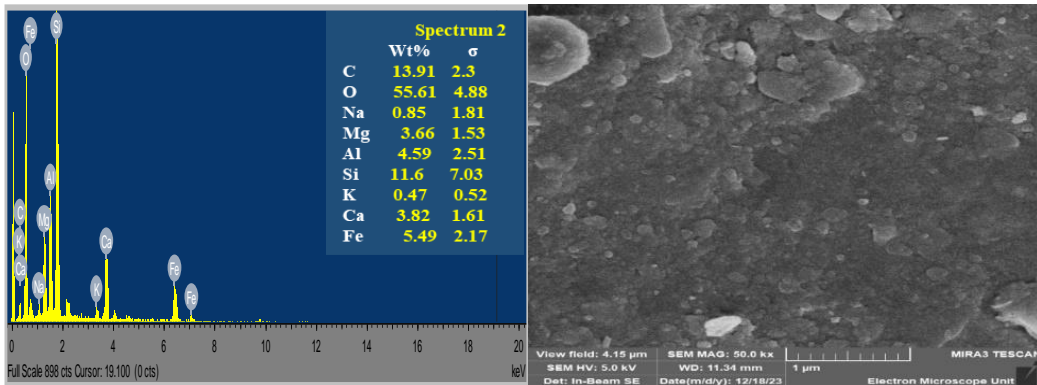 Spectrum 2
Wt% σ
C 13.91 2.3
O 55.61 4.88
Na 0.85 1.81
Mg 3.66 1.53
Al 4.59 2.51
Si 11.6 7.03
K 0.47 0.52
Ca 3.82 1.61
Fe 5.49 2.17
Fe
O
Si
Al
C
Mg
K
Ca
Ca
Na
K
Fe
Fe
0 2 4 6 8 10 12 14 16 18 20
Full Scale 898 cts Cursor: 19.100 (0 cts) keV
View field: 4.15 µm SEM MAG: 50.0 kx MIRA3 TESCAN
SEM HV: 5.0 kV WD: 11.34 mm 1 µm
Det: In-Beam SE Date(m/d/y): 12/18/23 Electron Microscope Unit